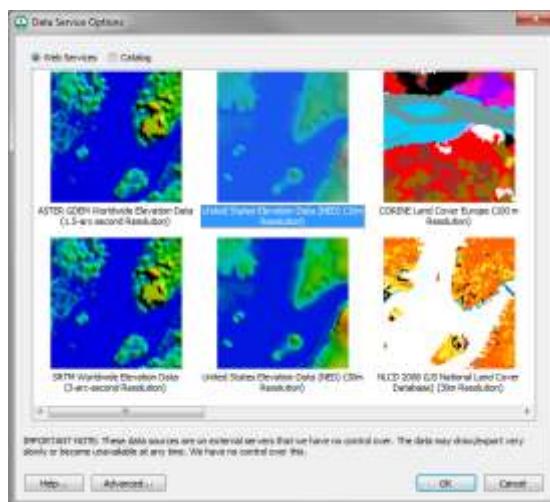 Data Service Options
Web Services Catalog
ASTER GDEM Worldwide Elevation Data
(1.5-arc-second Resolution)
United States Elevation Data (NED) (10m
Resolution)
CORINE Land Cover Europe (100 m
Resolution)
SRTM Worldwide Elevation Data
(3-arc-second Resolution)
United States Elevation Data (NED) (30m
Resolution)
NLCD 2006 (US National Land Cover
Database) (30m Resolution)
IMPORTANT NOTE: These data sources are on external servers that we have no control over. The data may draw/export very
slowly or become unavailable at any time. We have no control over this.
Help... Advanced... OK Cancel